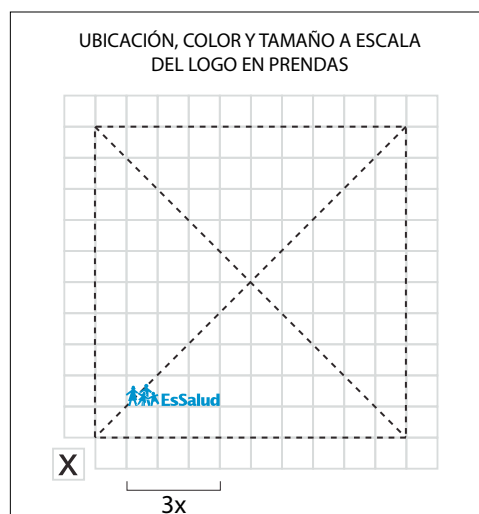 UBICACIÓN, COLOR Y TAMAÑO A ESCALA
DEL LOGO EN PRENDAS
EsSalud
X
3x